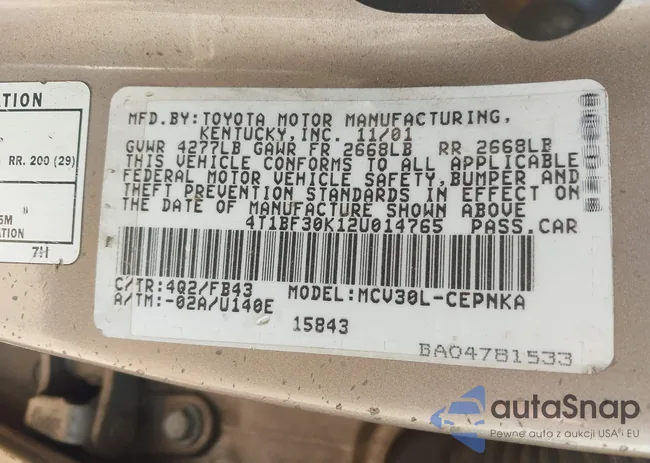 ATION
RR. 200 (29)
5M
ATION
7H
MFD.BY:TOYOTA MOTOR MANUFACTURING,
KENTUCKY,INC. 11/01
GVWR 4277LB GAWR FR 2668LB RR 2668LB
THIS VEHICLE CONFORMS TO ALL APPLICABLE
FEDERAL MOTOR VEHICLE SAFETY,BUMPER AND
THEFT PREVENTION STANDARDS IN EFFECT ON
THE DATE OF MANUFACTURE SHOWN ABOVE
4T1BF30K12U014765 PASS.CAR
C/TR:4Q2/FB43 MODEL:MCV30L-CEPNKA
A/TM:-02A/U140E
15843
BA04781533
autaSnap
Pewne auta z aukcji USA i EU